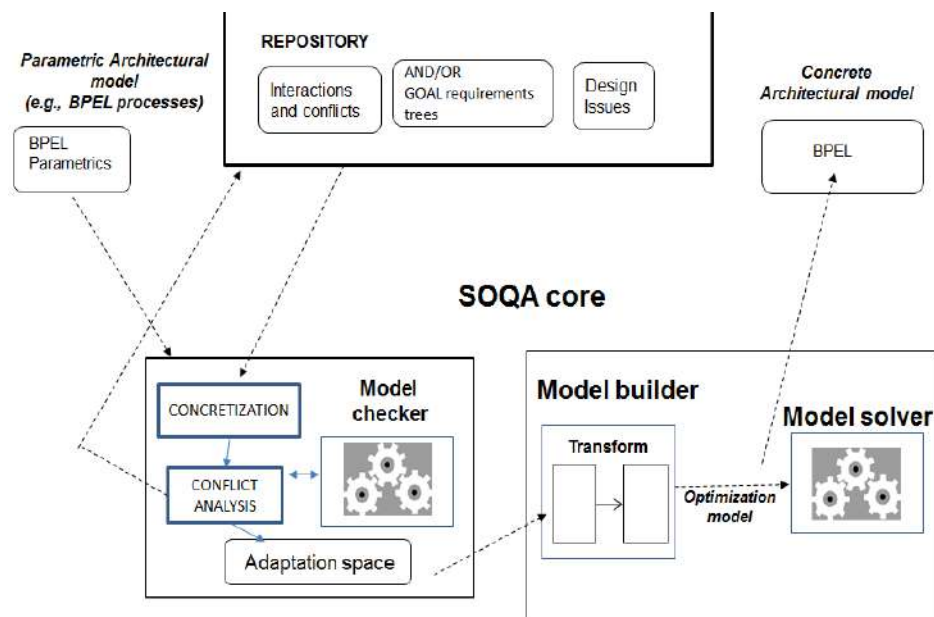 Parametric Architectural
model
(e.g., BPEL processes)
BPEL
Parametrics
REPOSITORY
Interactions
and conflicts
AND/OR
GOAL requirements
trees
Design
Issues
Concrete
Architectural model
BPEL
SOQA core
CONCRETIZATION
Model
checker
CONFLICT
ANALYSIS
Adaptation space
Model builder
Transform
Optimization
model
Model solver